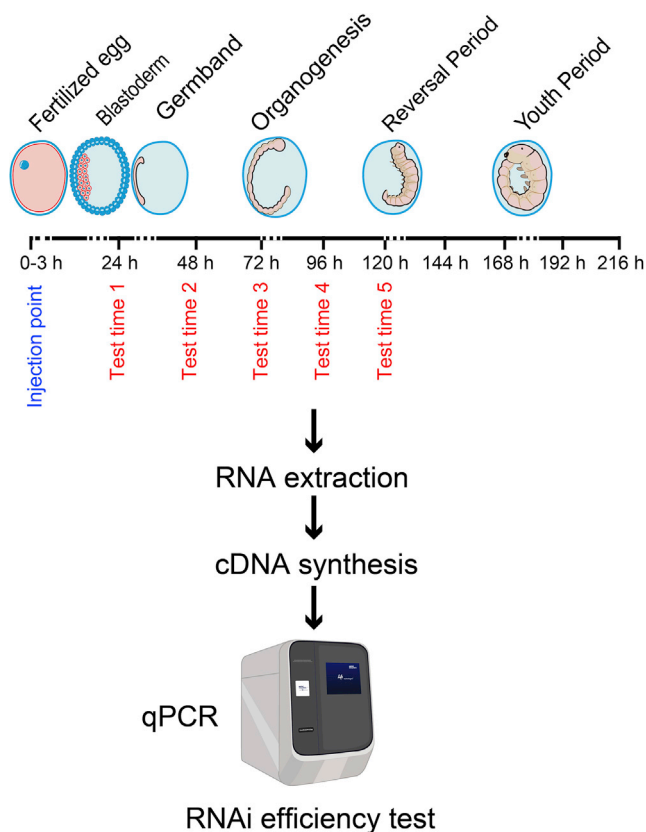 Fertilized egg
Blastoderm
Germband
Organogenesis
Reversal Period
Youth Period
0-3 h 24 h 48 h 72 h 96 h 120 h 144 h 168 h 192 h 216 h
Injection point
Test time 1
Test time 2
Test time 3
Test time 4
Test time 5
RNA extraction
cDNA synthesis
qPCR
RNAi efficiency test